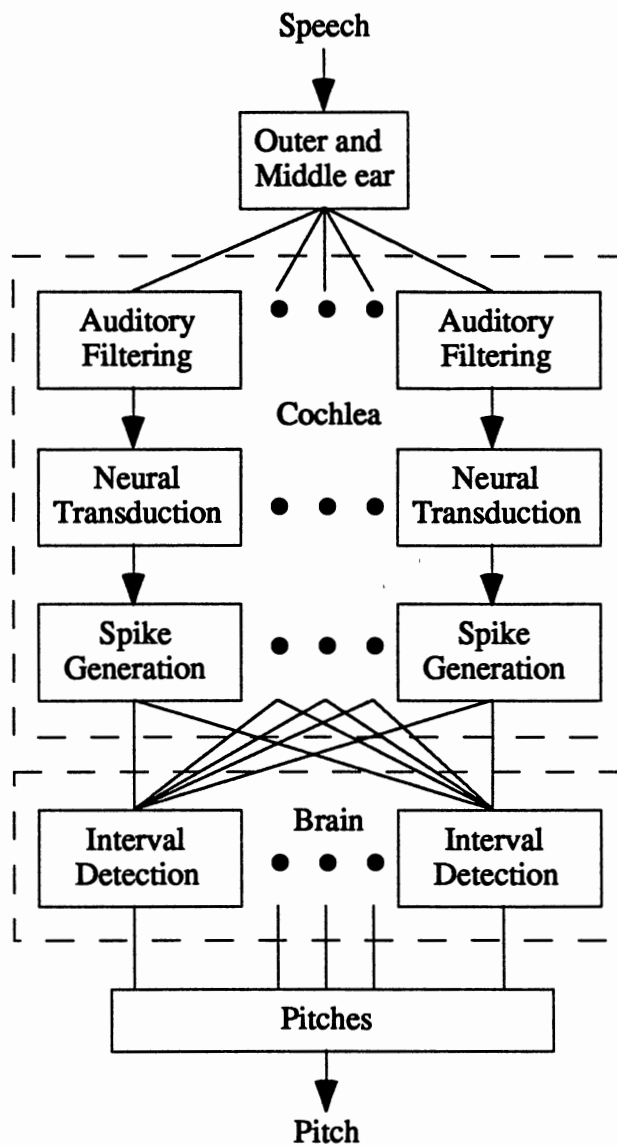 Speech
Outer and
Middle ear
Auditory
Filtering
Auditory
Filtering
Cochlea
Neural
Transduction
Neural
Transduction
Spike
Generation
Spike
Generation
Brain
Interval
Detection
Interval
Detection
Pitches
Pitch